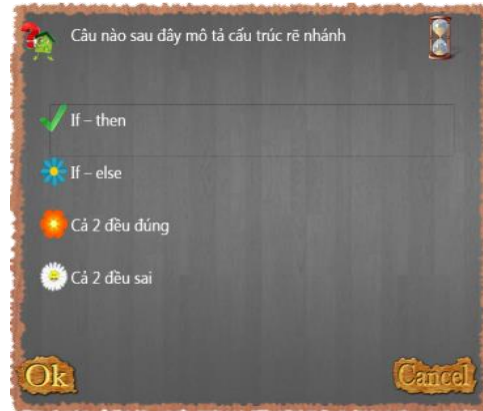 Câu nào sau đây mô tả cấu trúc rẽ nhánh
If – then
If – else
Cả 2 đều đúng
Cả 2 đều sai
Ok
Cancel